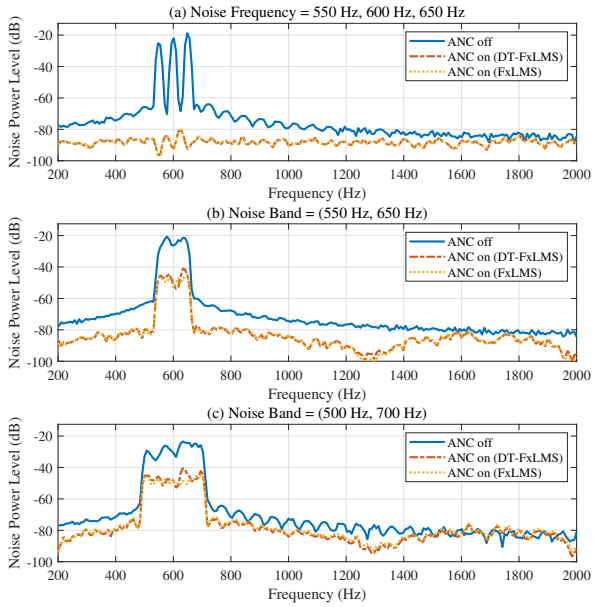 (a) Noise Frequency = 550 Hz, 600 Hz, 650 Hz
Noise Power Level (dB)
-20
-40
-60
-80
-100
ANC off
ANC on (DT-FxLMS)
ANC on (FxLMS)
200 400 600 800 1000 1200 1400 1600 1800 2000
Frequency (Hz)
(b) Noise Band = (550 Hz, 650 Hz)
Noise Power Level (dB)
-20
-40
-60
-80
-100
ANC off
ANC on (DT-FxLMS)
ANC on (FxLMS)
200 400 600 800 1000 1200 1400 1600 1800 2000
Frequency (Hz)
(c) Noise Band = (500 Hz, 700 Hz)
Noise Power Level (dB)
-20
-40
-60
-80
-100
ANC off
ANC on (DT-FxLMS)
ANC on (FxLMS)
200 400 600 800 1000 1200 1400 1600 1800 2000
Frequency (Hz)